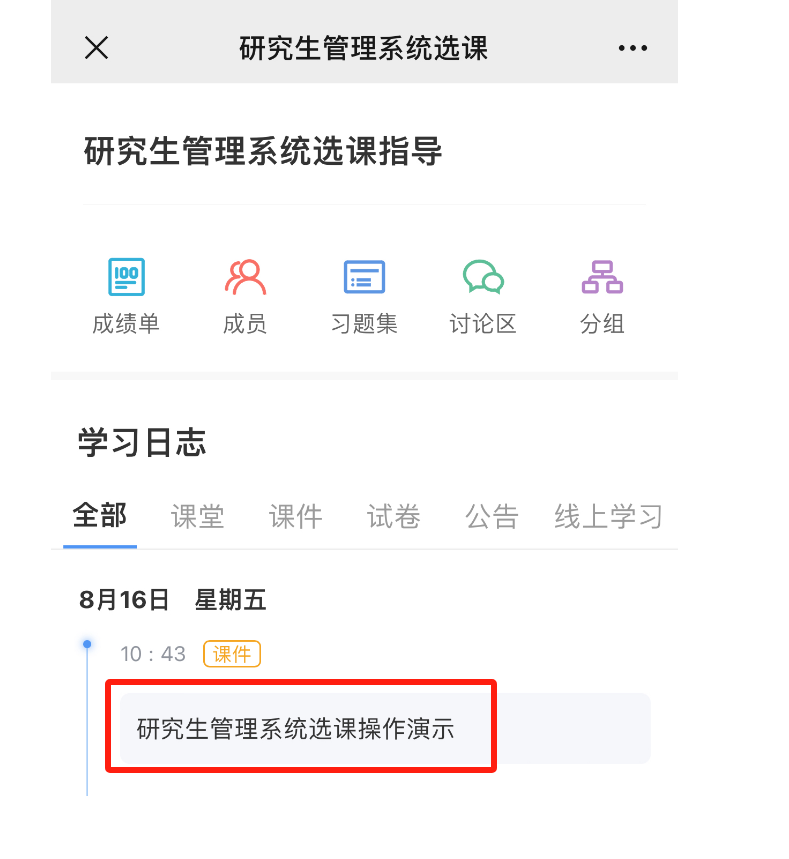 研究生管理系统选课
研究生管理系统选课指导
100
成绩单 成员 习题集 讨论区 分组
学习日志
全部 课堂 课件 试卷 公告 线上学习
8月16日 星期五
10 : 43 课件
研究生管理系统选课操作演示